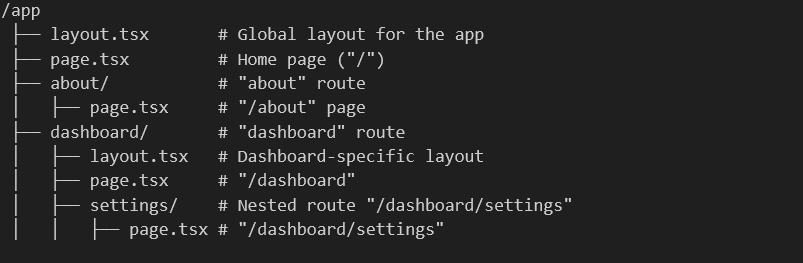 /app
├── layout.tsx       # Global layout for the app
├── page.tsx         # Home page ("/")
├── about/           # "about" route
│   ├── page.tsx     # "/about" page
├── dashboard/       # "dashboard" route
│   ├── layout.tsx   # Dashboard-specific layout
│   ├── page.tsx     # "/dashboard"
│   ├── settings/    # Nested route "/dashboard/settings"
│   │   ├── page.tsx # "/dashboard/settings"